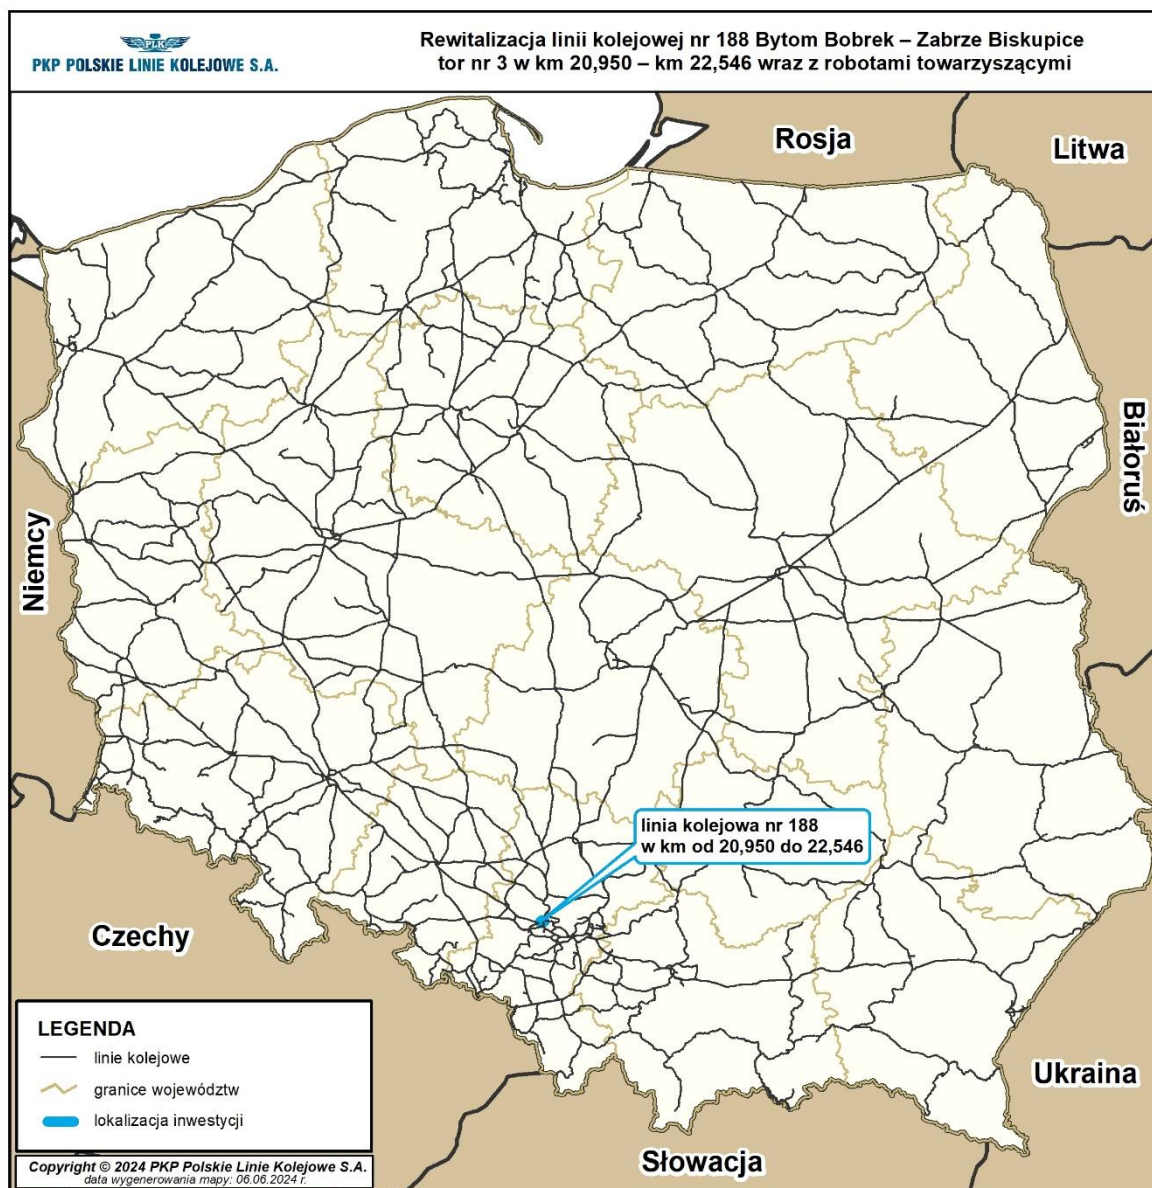 PLK
PKP POLSKIE LINIE KOLEJOWE S.A.
Rewitalizacja linii kolejowej nr 188 Bytom Bobrek – Zabrze Biskupice
tor nr 3 w km 20,950 – km 22,546 wraz z robotami towarzyszącymi
Rosja
Litwa
Białoruś
Niemcy
linia kolejowa nr 188
w km od 20,950 do 22,546
Czechy
LEGENDA
linie kolejowe
granice województw
lokalizacja inwestycji
Ukraina
Słowacja
Copyright © 2024 PKP Polskie Linie Kolejowe S.A.
data wygenerowania mapy: 06.06.2024 r.